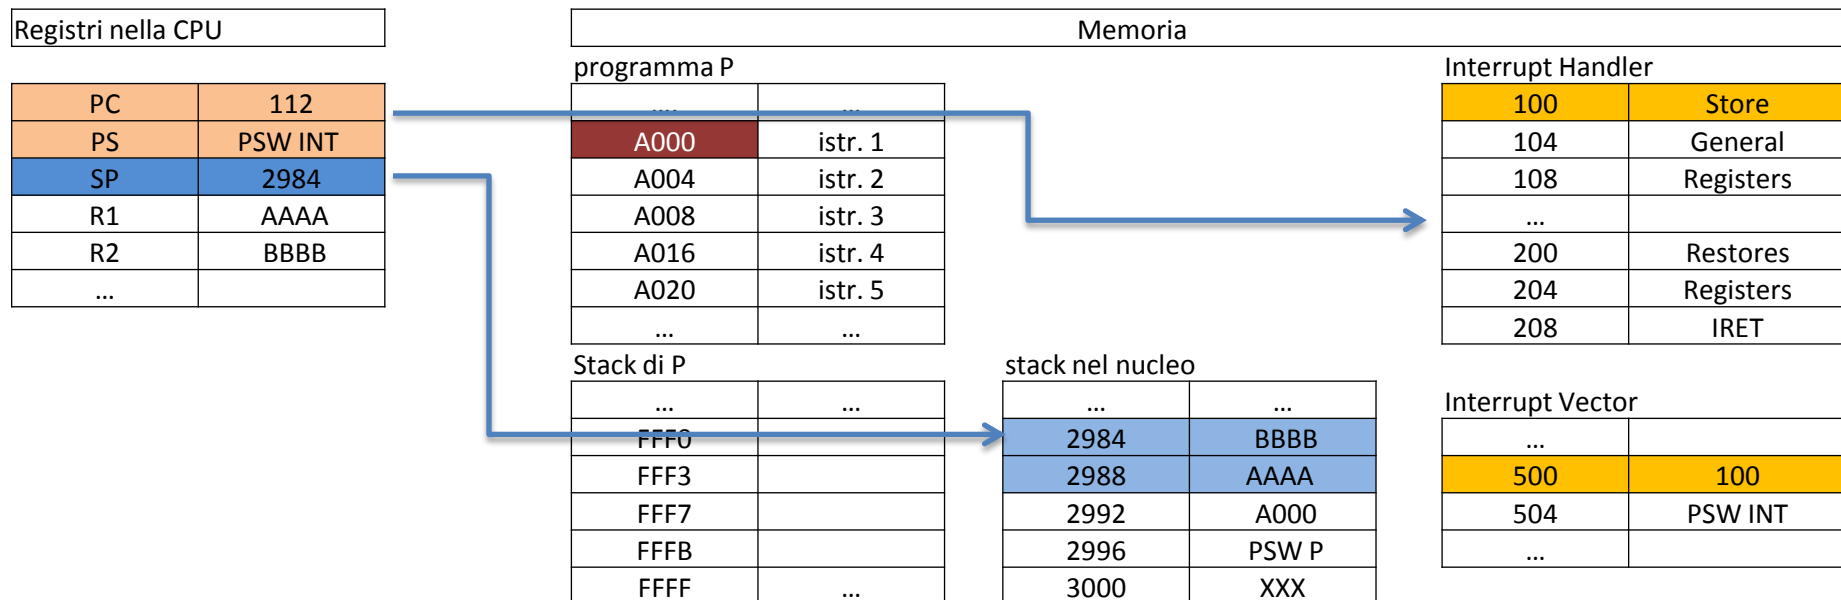 Registri nella CPU
Memoria
programma P
Interrupt Handler
PC 112
PS PSW INT
SP 2984
R1 AAAA
R2 BBBB
...
.... ...
A000 istr. 1
A004 istr. 2
A008 istr. 3
A016 istr. 4
A020 istr. 5
... ...
100 Store
104 General
108 Registers
...
200 Restores
204 Registers
208 IRET
Stack di P
... ...
FFF0
FFF3
FFF7
FFFB
FFFF ...
stack nel nucleo
... ...
2984 BBBB
2988 AAAA
2992 A000
2996 PSW P
3000 XXX
Interrupt Vector
...
500 100
504 PSW INT
...